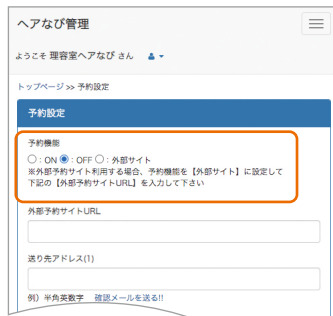 ヘアなび管理
ようこそ 理容室ヘアなび さん
トップページ >> 予約設定
予約設定
予約機能
: ON : OFF : 外部サイト
※外部予約サイト利用する場合、予約機能を【外部サイト】に設定して
下記の【外部予約サイトURL】を入力して下さい
外部予約サイトURL
送り先アドレス(1)
例）半角英数字 確認メールを送る!!